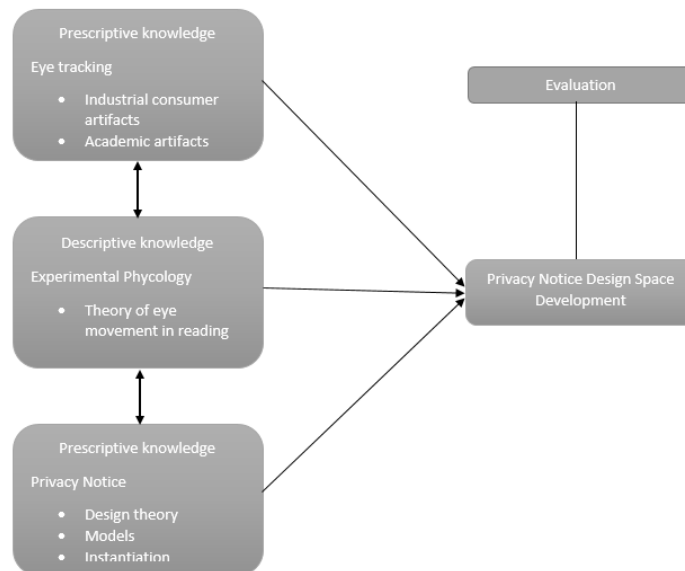 Prescriptive knowledge
Eye tracking
• Industrial consumer
artifacts
• Academic artifacts
Descriptive knowledge
Experimental Phycology
• Theory of eye
movement in reading
Prescriptive knowledge
Privacy Notice
• Design theory
• Models
• Instantiation
Evaluation
Privacy Notice Design Space
Development